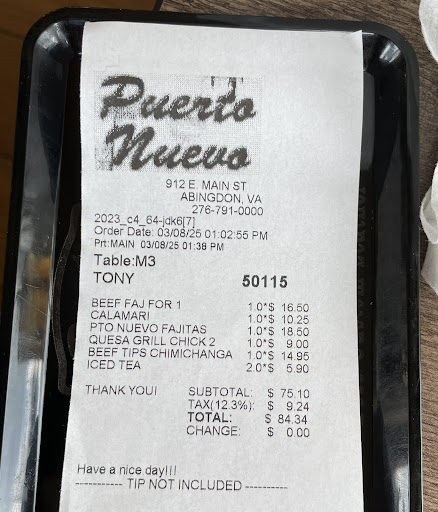 Puerto
Nuevo
912 E. MAIN ST
ABINGDON, VA
276-791-0000
2023_c4_64-jdk6[7]
Order Date: 03/08/25 01:02:55 PM
Prt:MAIN 03/08/25 01:38 PM
Table:M3
TONY 50115
BEEF FAJ FOR 1 1.0*$ 16.50
CALAMARI 1.0*$ 10.25
PTO NUEVO FAJITAS 1.0*$ 18.50
QUESA GRILL CHICK 2 1.0*$ 9.00
BEEF TIPS CHIMICHANGA 1.0*$ 14.95
ICED TEA 2.0*$ 5.90
THANK YOU! SUBTOTAL: $ 75.10
TAX(12.3%): $ 9.24
TOTAL: $ 84.34
CHANGE: $ 0.00
Have a nice day!!!
----------- TIP NOT INCLUDED ----------